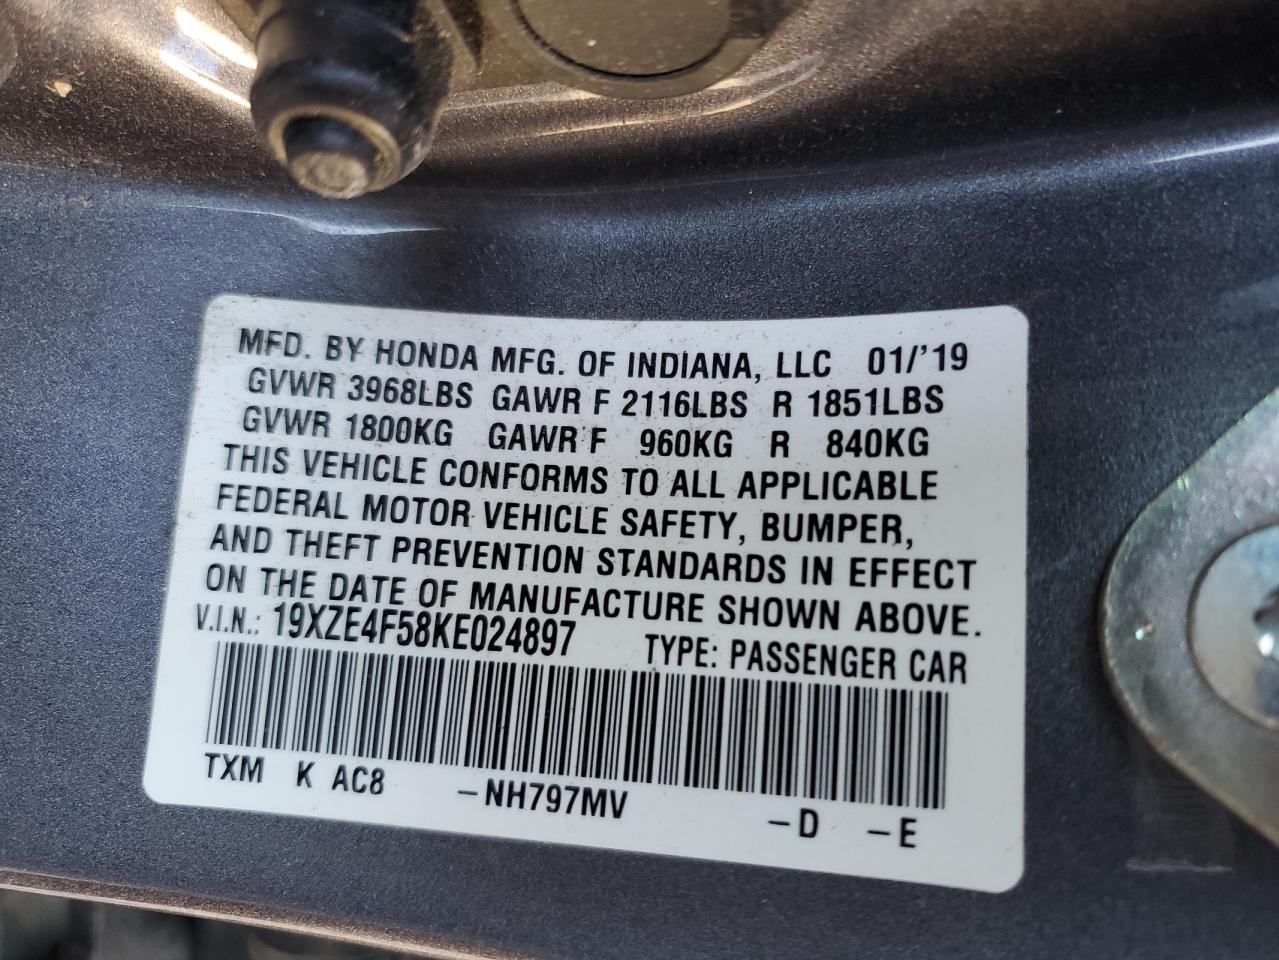 MFD. BY HONDA MFG. OF INDIANA, LLC 01/'19
GVWR 3968LBS GAWR F 2116LBS R 1851LBS
GVWR 1800KG GAWR F 960KG R 840KG
THIS VEHICLE CONFORMS TO ALL APPLICABLE
FEDERAL MOTOR VEHICLE SAFETY, BUMPER,
AND THEFT PREVENTION STANDARDS IN EFFECT
ON THE DATE OF MANUFACTURE SHOWN ABOVE.
V.I.N.: 19XZE4F58KE024897 TYPE: PASSENGER CAR
TXM K AC8 -NH797MV -D -E